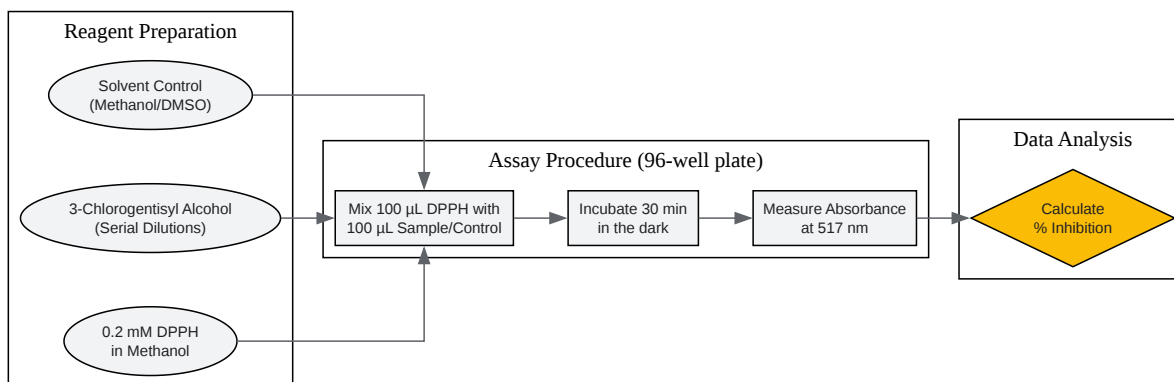 Reagent Preparation
Solvent Control
(Methanol/DMSO)
3-Chlorogentisyl Alcohol
(Serial Dilutions)
0.2 mM DPPH
in Methanol
Assay Procedure (96-well plate)
Mix 100 µL DPPH with
100 µL Sample/Control
Incubate 30 min
in the dark
Measure Absorbance
at 517 nm
Data Analysis
Calculate
% Inhibition